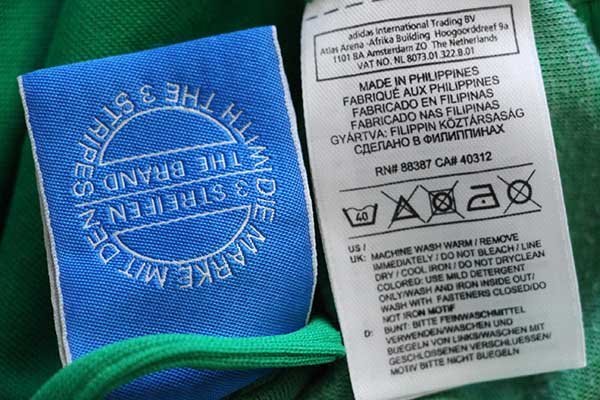 DIE MARKE MIT DEN
3 STREIFEN
THE BRAND
WITH THE 3 STRIPES
adidas International Trading BV
Atlas Arena -Afrika Building Hoogoorddreef 9a
1101 BA Amsterdam ZO The Netherlands
VAT NO. NL 8073.01.322.B.01
MADE IN PHILIPPINES
FABRIQUÉ AUX PHILIPPINES
FABRICADO EN FILIPINAS
FABRICADO NAS FILIPINAS
GYÁRTVA: FILIPPIN KÖZTÁRSASÁG
СДЕЛАНО В ФИЛИППИНАХ
RN# 88387 CA# 40312
40
US /
UK: MACHINE WASH WARM / REMOVE
IMMEDIATELY / DO NOT BLEACH / LINE
DRY / COOL IRON / DO NOT DRYCLEAN
COLORED: USE MILD DETERGENT
ONLY/WASH AND IRON INSIDE OUT/
WASH WITH FASTENERS CLOSED/DO
NOT IRON MOTIF
D: BUNT: BITTE FEINWASCHMITTEL
VERWENDEN/WASCHEN UND
BUEGELN VON LINKS/WASCHEN MIT
GESCHLOSSENEN VERSCHLUESSEN/
MOTIV BITTE NICHT BUEGELN